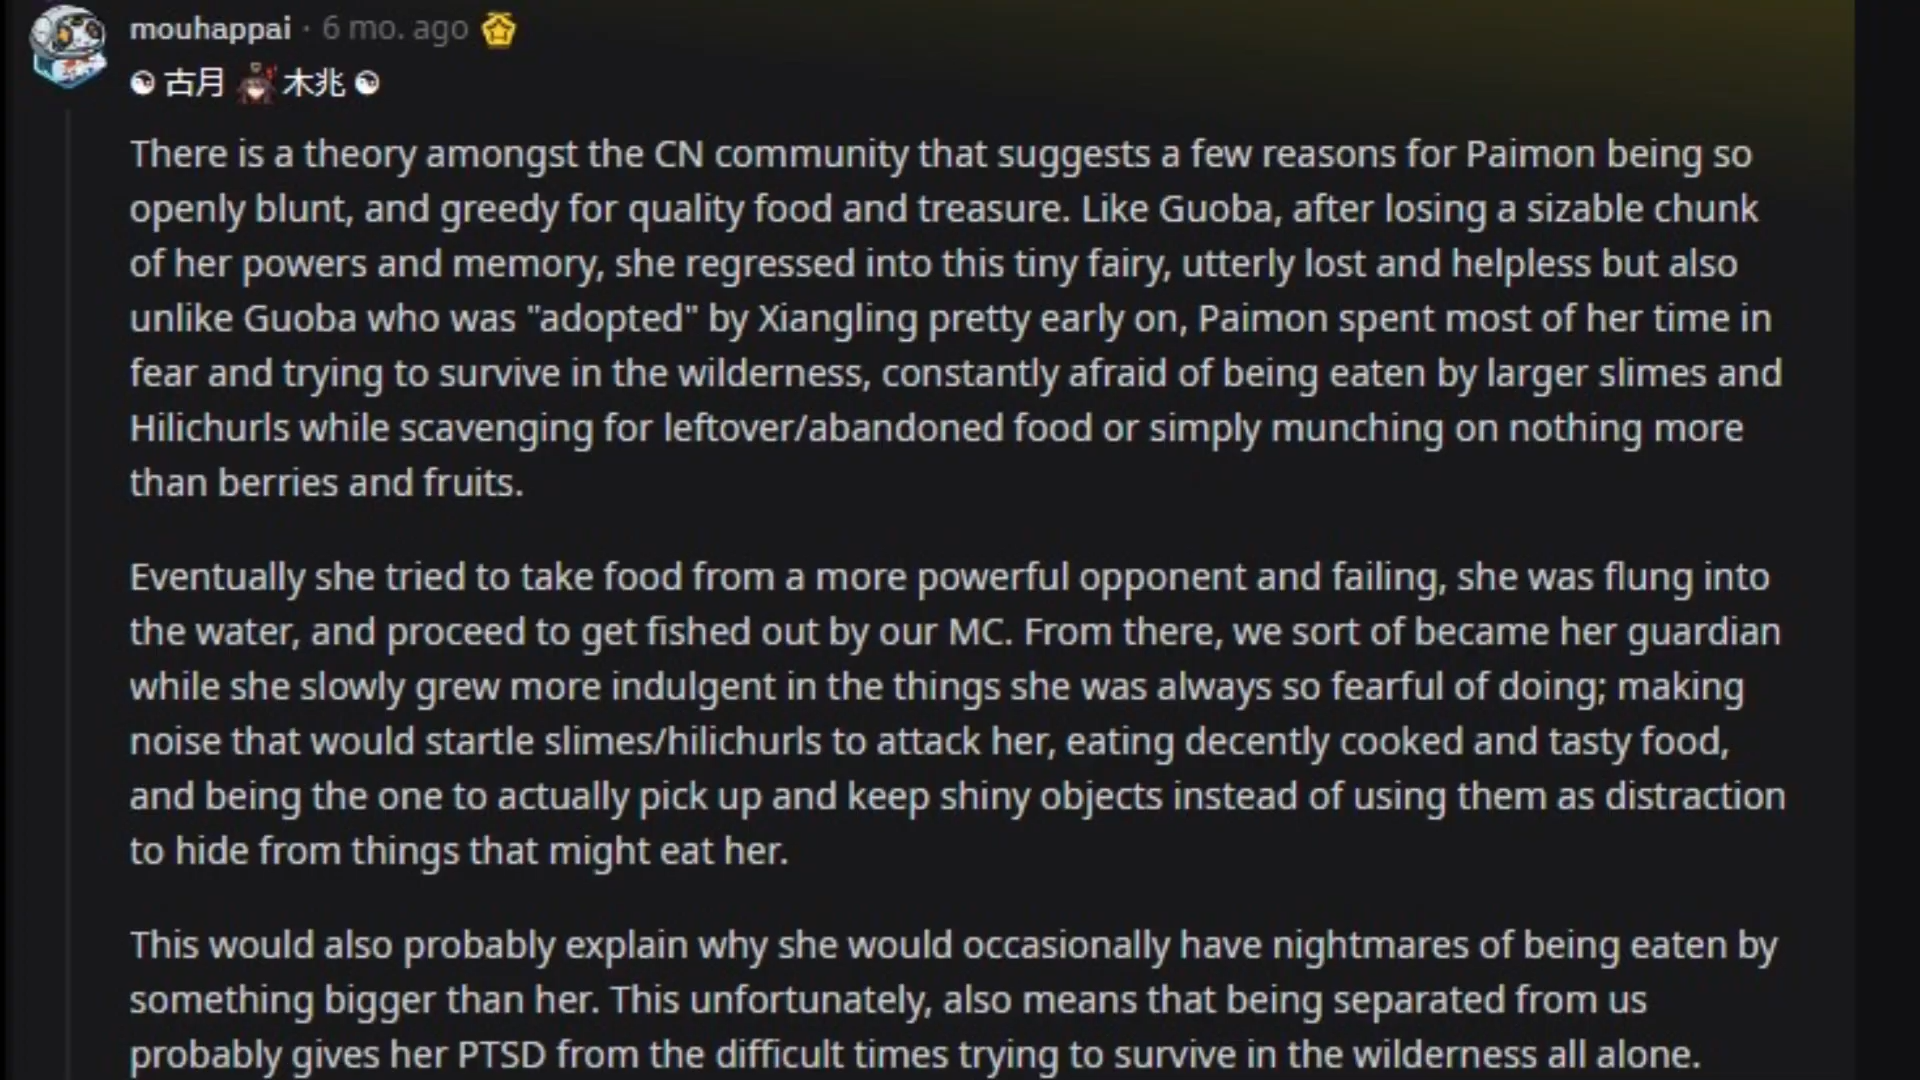 mouhappai · 6 mo. ago
☯ 古月 木兆 ☯
There is a theory amongst the CN community that suggests a few reasons for Paimon being so
openly blunt, and greedy for quality food and treasure. Like Guoba, after losing a sizable chunk
of her powers and memory, she regressed into this tiny fairy, utterly lost and helpless but also
unlike Guoba who was "adopted" by Xiangling pretty early on, Paimon spent most of her time in
fear and trying to survive in the wilderness, constantly afraid of being eaten by larger slimes and
Hilichurls while scavenging for leftover/abandoned food or simply munching on nothing more
than berries and fruits.
Eventually she tried to take food from a more powerful opponent and failing, she was flung into
the water, and proceed to get fished out by our MC. From there, we sort of became her guardian
while she slowly grew more indulgent in the things she was always so fearful of doing; making
noise that would startle slimes/hilichurls to attack her, eating decently cooked and tasty food,
and being the one to actually pick up and keep shiny objects instead of using them as distraction
to hide from things that might eat her.
This would also probably explain why she would occasionally have nightmares of being eaten by
something bigger than her. This unfortunately, also means that being separated from us
probably gives her PTSD from the difficult times trying to survive in the wilderness all alone.